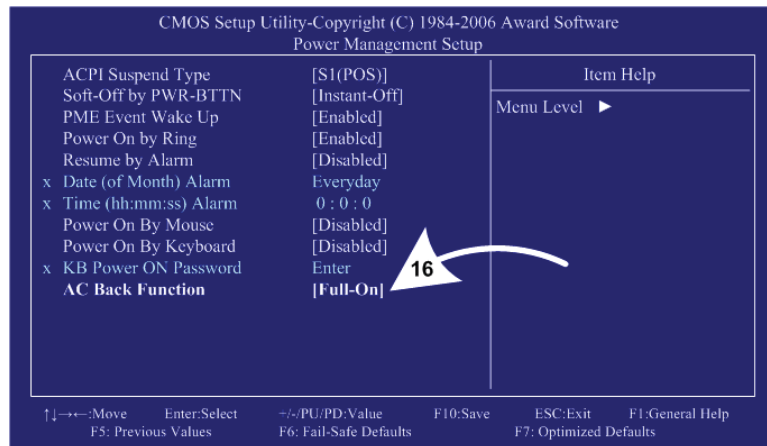 CMOS Setup Utility-Copyright (C) 1984-2006 Award Software
Power Management Setup
ACPI Suspend Type [S1(POS)]
Soft-Off by PWR-BTTN [Instant-Off]
PME Event Wake Up [Enabled]
Power On by Ring [Enabled]
Resume by Alarm [Disabled]
x Date (of Month) Alarm Everyday
x Time (hh:mm:ss) Alarm 0 : 0 : 0
Power On By Mouse [Disabled]
Power On By Keyboard [Disabled]
x KB Power ON Password Enter
AC Back Function [Full-On]
16
Item Help
Menu Level ►
↑↓→←:Move Enter:Select +/-/PU/PD:Value F10:Save ESC:Exit F1:General Help
F5: Previous Values F6: Fail-Safe Defaults F7: Optimized Defaults